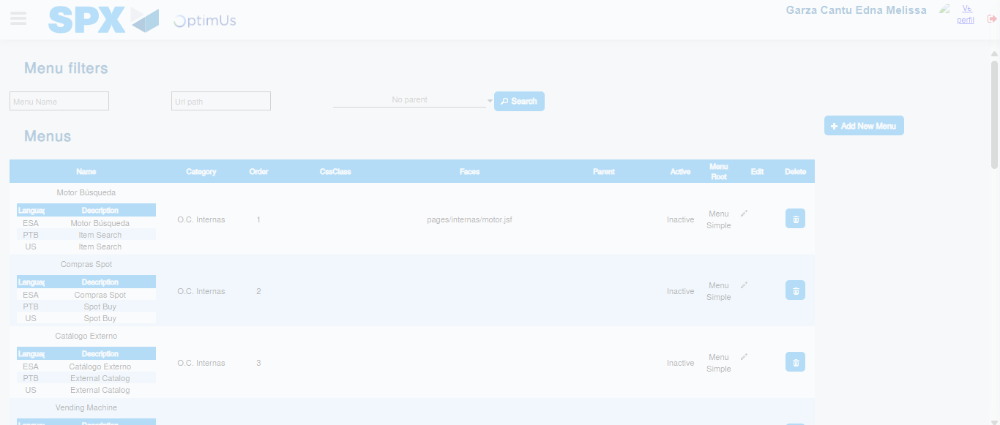 SPX OptimUs
Garza Cantu Edna Melissa
perfil
Menu filters
Menu Name
Url path
No parent
Search
Add New Menu
Menus
Name Category Order CssClass Faces Parent Active Menu Root Edit Delete
Motor Búsqueda
Description
ESA Motor Búsqueda
PTB Item Search
US Item Search
O.C. Internas 1 pages/internas/motor.jsf Inactive Menu Simple
Compras Spot
Description
ESA Compras Spot
PTB Spot Buy
US Spot Buy
O.C. Internas 2 Inactive Menu Simple
Catálogo Externo
Description
ESA Catálogo Externo
PTB External Catalog
US External Catalog
O.C. Internas 3 Inactive Menu Simple
Vending Machine